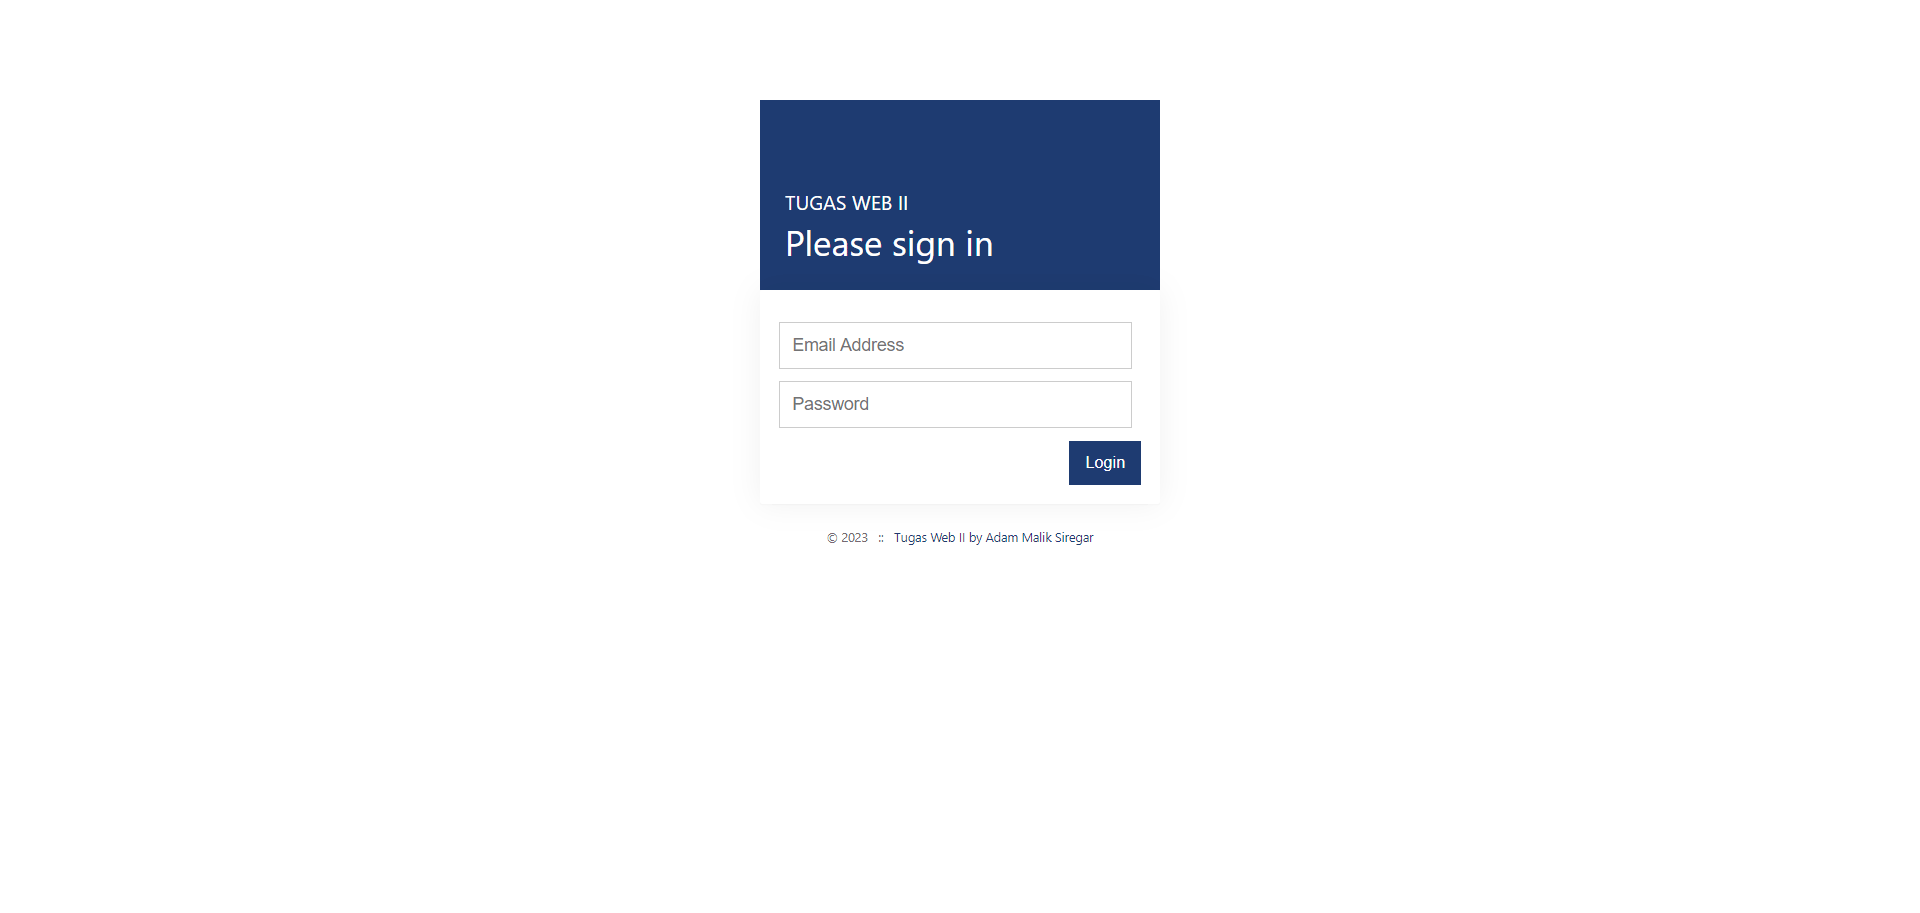 TUGAS WEB II
Please sign in
Email Address
Password
Login
© 2023 :: Tugas Web II by Adam Malik Siregar